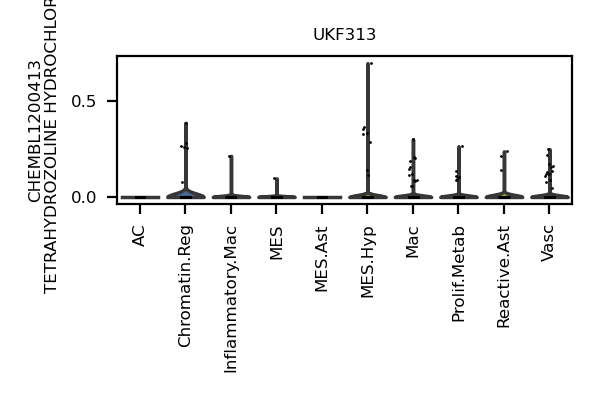 UKF313
CHEMBL1200413
TETRAHYDROZOLINE HYDROCHLOR
0.5
0.0
AC
Chromatin.Reg
Inflammatory.Mac
MES
MES.Ast
MES.Hyp
Mac
Prolif.Metab
Reactive.Ast
Vasc